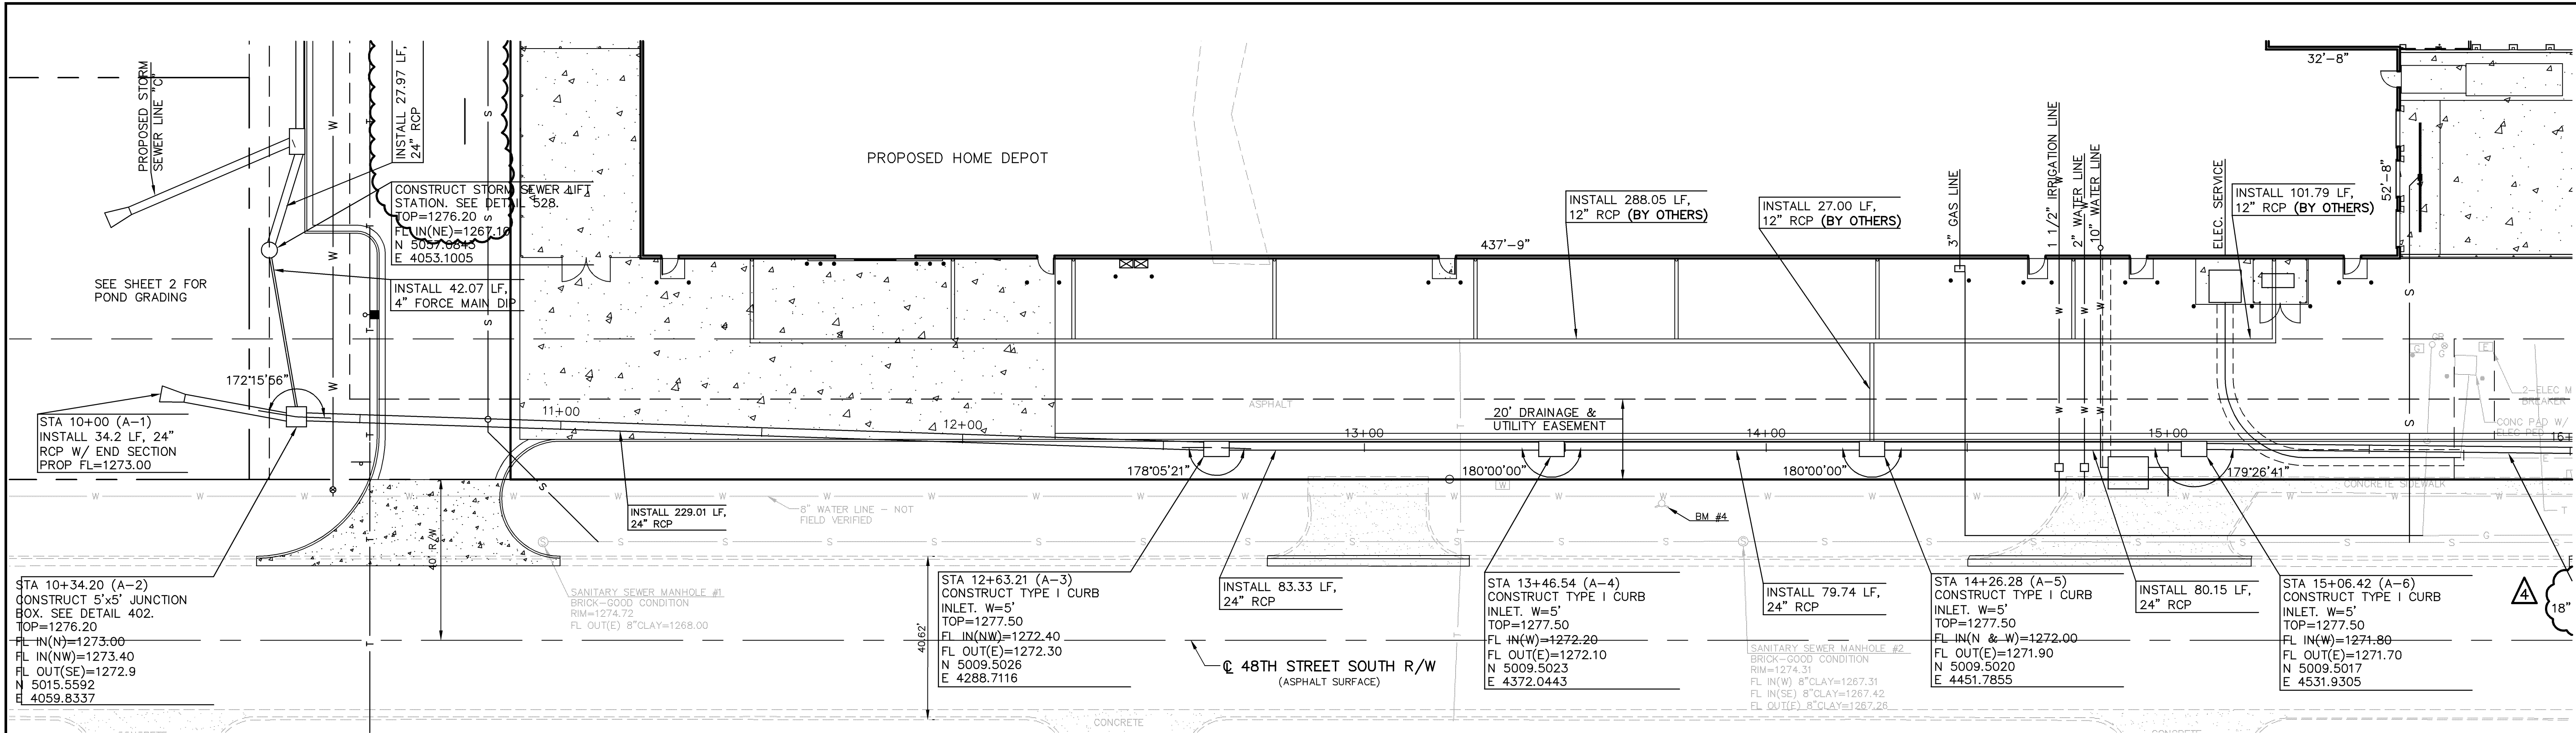 PROPOSED STORM
SEWER LINE "C"
INSTALL 27.97 LF,
24" RCP
CONSTRUCT STORM SEWER LIFT
STATION. SEE DETAIL 528.
TOP=1276.20
FL IN(NE)=1267.10
N 5057.0845
E 4053.1005
INSTALL 42.07 LF,
4" FORCE MAIN DIP
SEE SHEET 2 FOR
POND GRADING
172°15'56"
STA 10+00 (A-1)
INSTALL 34.2 LF, 24"
RCP W/ END SECTION
PROP FL=1273.00
STA 10+34.20 (A-2)
CONSTRUCT 5'x5' JUNCTION
BOX. SEE DETAIL 402.
TOP=1276.20
FL IN(N)=1273.00
FL IN(NW)=1273.40
FL OUT(SE)=1272.9
N 5015.5592
E 4059.8337
PROPOSED HOME DEPOT
437'-9"
INSTALL 288.05 LF,
12" RCP (BY OTHERS)
INSTALL 27.00 LF,
12" RCP (BY OTHERS)
3" GAS LINE
1 1/2" IRRIGATION LINE
2" WATER LINE
10" WATER LINE
ELEC. SERVICE
INSTALL 101.79 LF,
12" RCP (BY OTHERS)
32'-8"
52'-8"
11+00
12+00
13+00
14+00
15+00
16+
ASPHALT
20' DRAINAGE &
UTILITY EASEMENT
178°05'21"
180°00'00"
180°00'00"
179°26'41"
INSTALL 229.01 LF,
24" RCP
8" WATER LINE - NOT
FIELD VERIFIED
BM #4
CONCRETE SIDEWALK
2-ELEC M
BREAKER
CONC PAD W/
ELEC PED
40' R/W
40.62'
SANITARY SEWER MANHOLE #1
BRICK-GOOD CONDITION
RIM=1274.72
FL OUT(E) 8"CLAY=1268.00
STA 12+63.21 (A-3)
CONSTRUCT TYPE I CURB
INLET. W=5'
TOP=1277.50
FL IN(NW)=1272.40
FL OUT(E)=1272.30
N 5009.5026
E 4288.7116
INSTALL 83.33 LF,
24" RCP
℄ 48TH STREET SOUTH R/W
(ASPHALT SURFACE)
STA 13+46.54 (A-4)
CONSTRUCT TYPE I CURB
INLET. W=5'
TOP=1277.50
FL IN(W)=1272.20
FL OUT(E)=1272.10
N 5009.5023
E 4372.0443
INSTALL 79.74 LF,
24" RCP
SANITARY SEWER MANHOLE #2
BRICK-GOOD CONDITION
RIM=1274.31
FL IN(W) 8"CLAY=1267.31
FL IN(SE) 8"CLAY=1267.42
FL OUT(E) 8"CLAY=1267.26
STA 14+26.28 (A-5)
CONSTRUCT TYPE I CURB
INLET. W=5'
TOP=1277.50
FL IN(N & W)=1272.00
FL OUT(E)=1271.90
N 5009.5020
E 4451.7855
INSTALL 80.15 LF,
24" RCP
STA 15+06.42 (A-6)
CONSTRUCT TYPE I CURB
INLET. W=5'
TOP=1277.50
FL IN(W)=1271.80
FL OUT(E)=1271.70
N 5009.5017
E 4531.9305
4
18"
CONCRETE